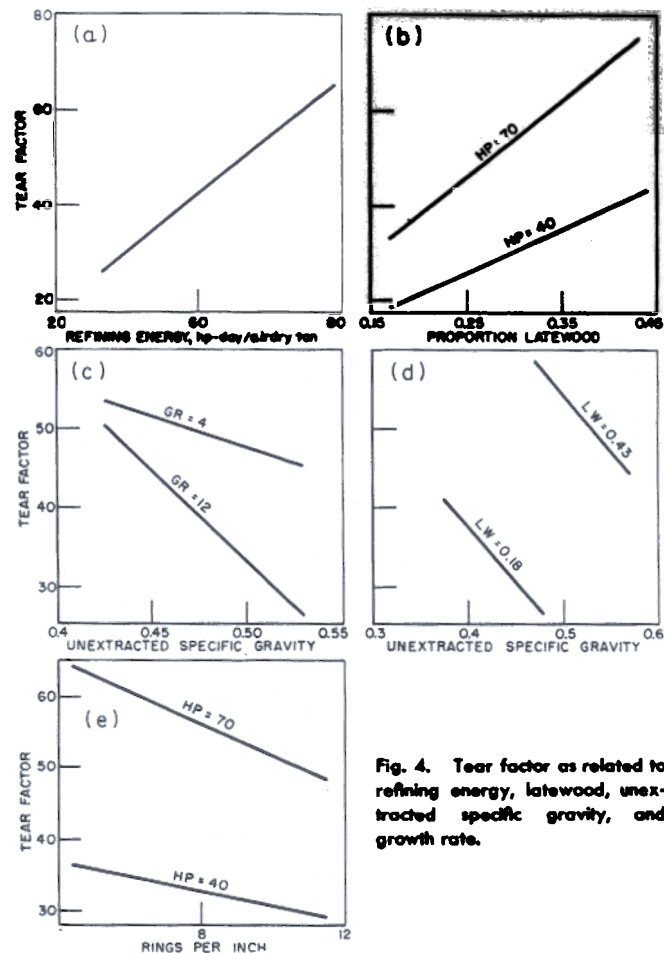 80
(a)
60
40
20
TEAR FACTOR
20
60
80
REFINING ENERGY, hp-day/airdry tan
(b)
HP= 70
HP= 40
0.15
0.25
0.35
0.45
PROPORTION LATEWOOD
60
(c)
50
40
30
TEAR FACTOR
GR = 4
GR = 12
0.4
0.45
0.50
0.55
UNEXTRACTED SPECIFIC GRAVITY
(d)
LW= 0.43
LW= 0.18
0.3
0.4
0.5
0.6
UNEXTRACTED SPECIFIC GRAVITY
60
(e)
50
40
30
TEAR FACTOR
HP = 70
HP = 40
8
12
RINGS PER INCH
Fig. 4. Tear factor as related to
refining energy, latewood, unex-
tracted specific gravity, and
growth rate.